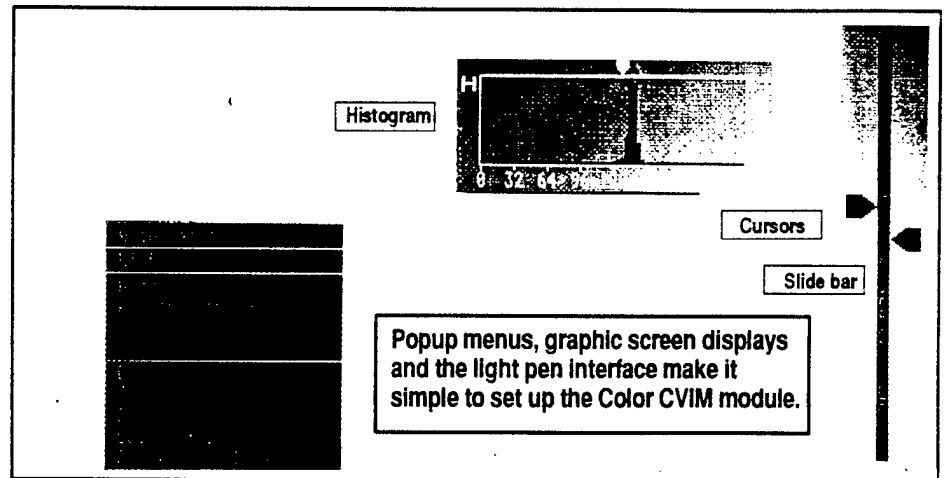 H
Histogram
0 32 64 96
Cursors
Slide bar
Popup menus, graphic screen displays
and the light pen interface make it
simple to set up the Color CVIM module.